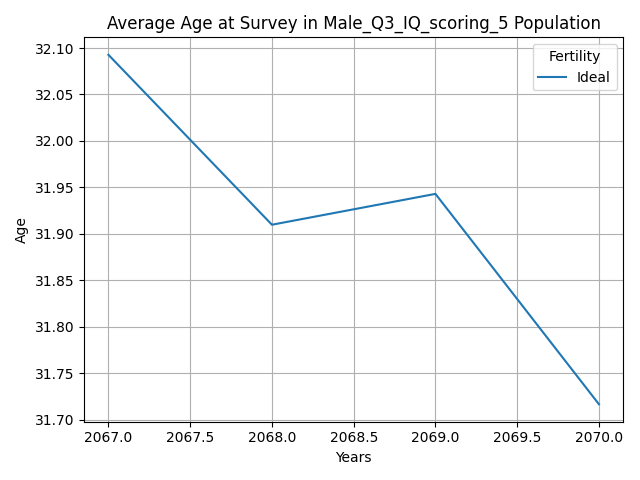 Average Age at Survey in Male_Q3_IQ_scoring_5 Population
Fertility
Ideal
32.10
32.05
32.00
31.95
31.90
31.85
31.80
31.75
31.70
Age
2067.0 2067.5 2068.0 2068.5 2069.0 2069.5 2070.0
Years